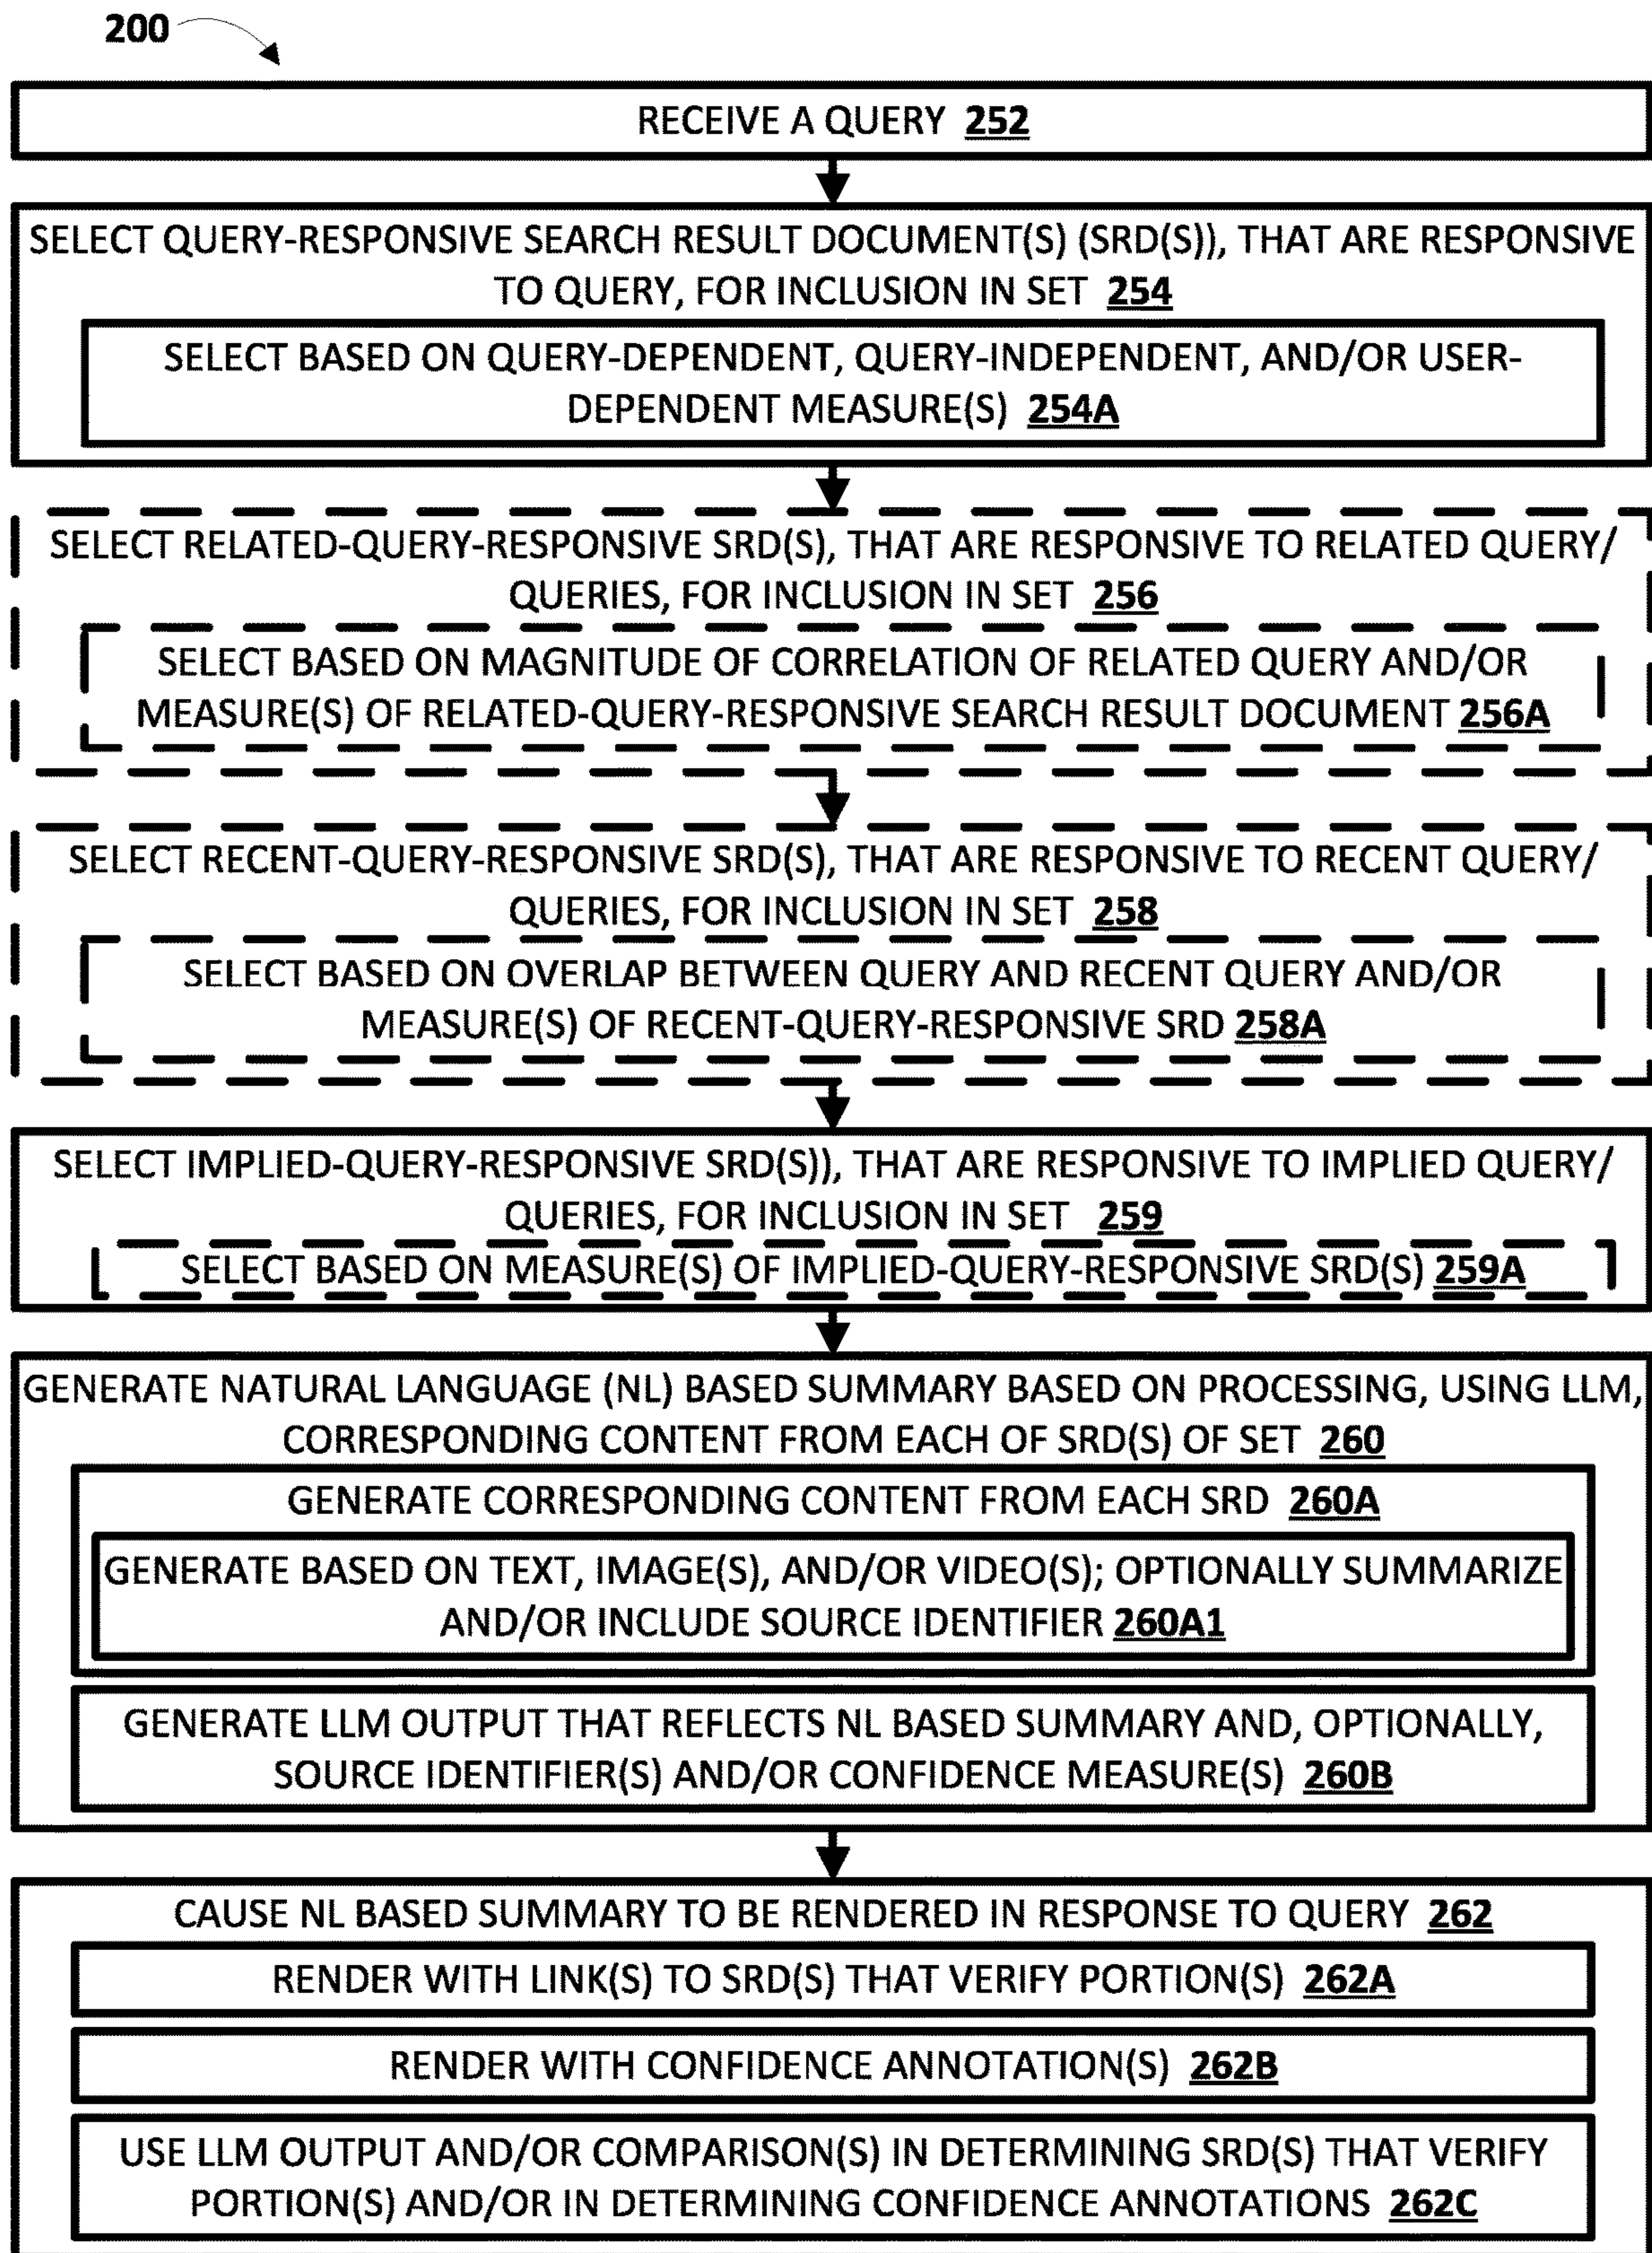 200
RECEIVE A QUERY 252
SELECT QUERY-RESPONSIVE SEARCH RESULT DOCUMENT(S) (SRD(S)), THAT ARE RESPONSIVE
TO QUERY, FOR INCLUSION IN SET 254
SELECT BASED ON QUERY-DEPENDENT, QUERY-INDEPENDENT, AND/OR USER-
DEPENDENT MEASURE(S) 254A
SELECT RELATED-QUERY-RESPONSIVE SRD(S), THAT ARE RESPONSIVE TO RELATED QUERY/
QUERIES, FOR INCLUSION IN SET 256
SELECT BASED ON MAGNITUDE OF CORRELATION OF RELATED QUERY AND/OR
MEASURE(S) OF RELATED-QUERY-RESPONSIVE SEARCH RESULT DOCUMENT 256A
SELECT RECENT-QUERY-RESPONSIVE SRD(S), THAT ARE RESPONSIVE TO RECENT QUERY/
QUERIES, FOR INCLUSION IN SET 258
SELECT BASED ON OVERLAP BETWEEN QUERY AND RECENT QUERY AND/OR
MEASURE(S) OF RECENT-QUERY-RESPONSIVE SRD 258A
SELECT IMPLIED-QUERY-RESPONSIVE SRD(S)), THAT ARE RESPONSIVE TO IMPLIED QUERY/
QUERIES, FOR INCLUSION IN SET 259
SELECT BASED ON MEASURE(S) OF IMPLIED-QUERY-RESPONSIVE SRD(S) 259A
GENERATE NATURAL LANGUAGE (NL) BASED SUMMARY BASED ON PROCESSING, USING LLM,
CORRESPONDING CONTENT FROM EACH OF SRD(S) OF SET 260
GENERATE CORRESPONDING CONTENT FROM EACH SRD 260A
GENERATE BASED ON TEXT, IMAGE(S), AND/OR VIDEO(S); OPTIONALLY SUMMARIZE
AND/OR INCLUDE SOURCE IDENTIFIER 260A1
GENERATE LLM OUTPUT THAT REFLECTS NL BASED SUMMARY AND, OPTIONALLY,
SOURCE IDENTIFIER(S) AND/OR CONFIDENCE MEASURE(S) 260B
CAUSE NL BASED SUMMARY TO BE RENDERED IN RESPONSE TO QUERY 262
RENDER WITH LINK(S) TO SRD(S) THAT VERIFY PORTION(S) 262A
RENDER WITH CONFIDENCE ANNOTATION(S) 262B
USE LLM OUTPUT AND/OR COMPARISON(S) IN DETERMINING SRD(S) THAT VERIFY
PORTION(S) AND/OR IN DETERMINING CONFIDENCE ANNOTATIONS 262C